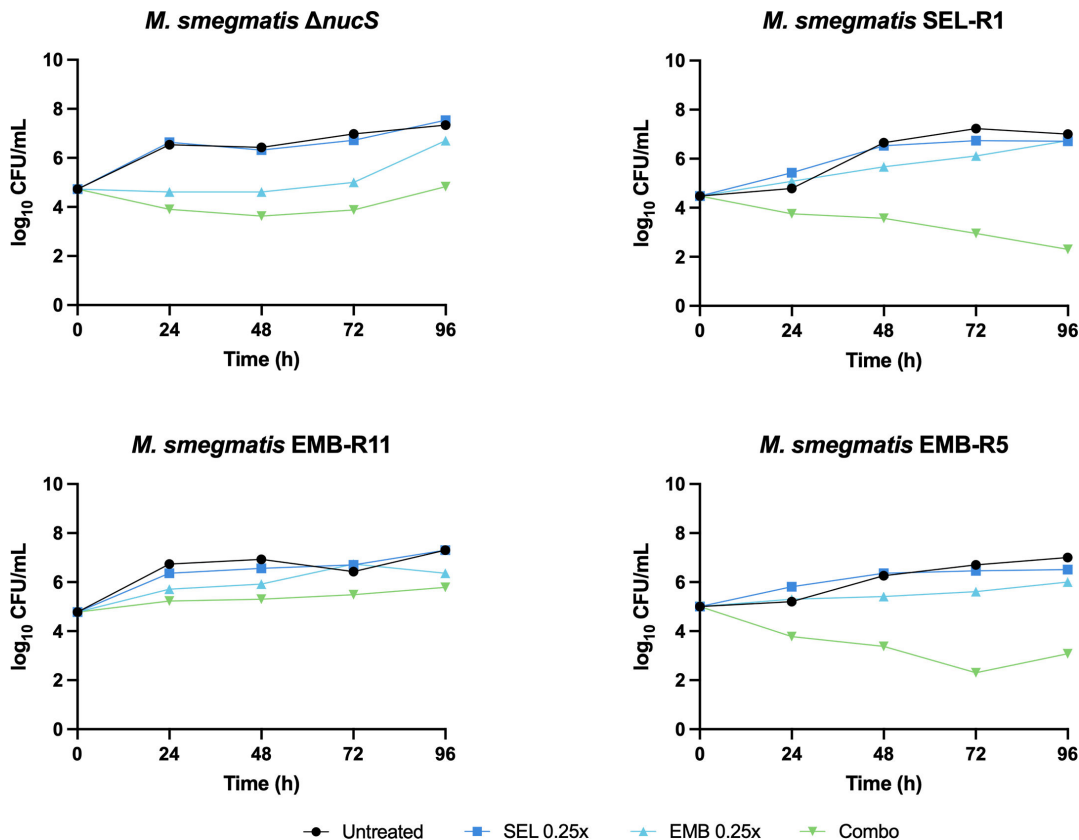 M. smegmatis ΔnucS
log10 CFU/mL
10
8
6
4
2
0
0 24 48 72 96
Time (h)
M. smegmatis SEL-R1
log10 CFU/mL
10
8
6
4
2
0
0 24 48 72 96
Time (h)
M. smegmatis EMB-R11
log10 CFU/mL
10
8
6
4
2
0
0 24 48 72 96
Time (h)
M. smegmatis EMB-R5
log10 CFU/mL
10
8
6
4
2
0
0 24 48 72 96
Time (h)
Untreated SEL 0.25x EMB 0.25x Combo